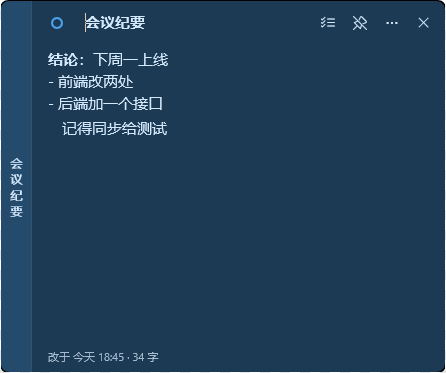 会议纪要
结论：下周一上线
- 前端改两处
- 后端加一个接口
记得同步给测试
会议纪要
改于 今天 18:45 · 34 字